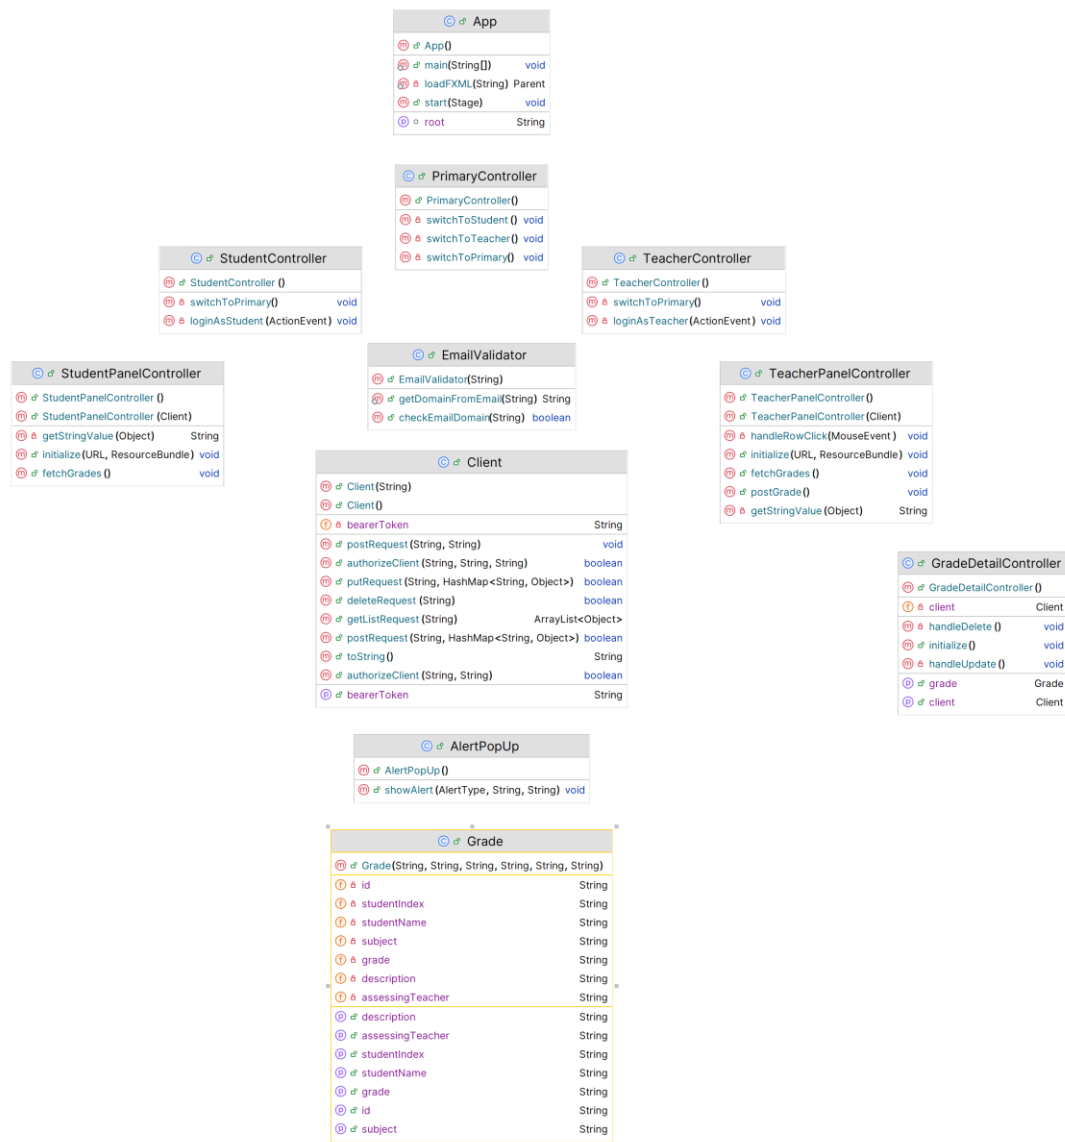 App
App()
main(String[]) void
loadFXML(String) Parent
start(Stage) void
root String
PrimaryController
PrimaryController()
switchToStudent() void
switchToTeacher() void
switchToPrimary() void
StudentController
StudentController()
switchToPrimary() void
loginAsStudent(ActionEvent) void
TeacherController
TeacherController()
switchToPrimary() void
loginAsTeacher(ActionEvent) void
EmailValidator
EmailValidator(String)
getDomainFromEmail(String) String
checkEmailDomain(String) boolean
StudentPanelController
StudentPanelController()
StudentPanelController(Client)
getStringValue(Object) String
initialize(URL, ResourceBundle) void
fetchGrades() void
TeacherPanelController
TeacherPanelController()
TeacherPanelController(Client)
handleRowClick(MouseEvent) void
initialize(URL, ResourceBundle) void
fetchGrades() void
postGrade() void
getStringValue(Object) String
Client
Client(String)
Client()
bearerToken String
postRequest(String, String) void
authorizeClient(String, String, String) boolean
putRequest(String, HashMap<String, Object>) boolean
deleteRequest(String) boolean
getListRequest(String) ArrayList<Object>
postRequest(String, HashMap<String, Object>) boolean
toString() String
authorizeClient(String, String) boolean
bearerToken String
GradeDetailController
GradeDetailController()
client Client
handleDelete() void
initialize() void
handleUpdate() void
grade Grade
client Client
AlertPopUp
AlertPopUp()
showAlert(AlertType, String, String) void
Grade
Grade(String, String, String, String, String, String)
id String
studentIndex String
studentName String
subject String
grade String
description String
assessingTeacher String
description String
assessingTeacher String
studentIndex String
studentName String
grade String
id String
subject String